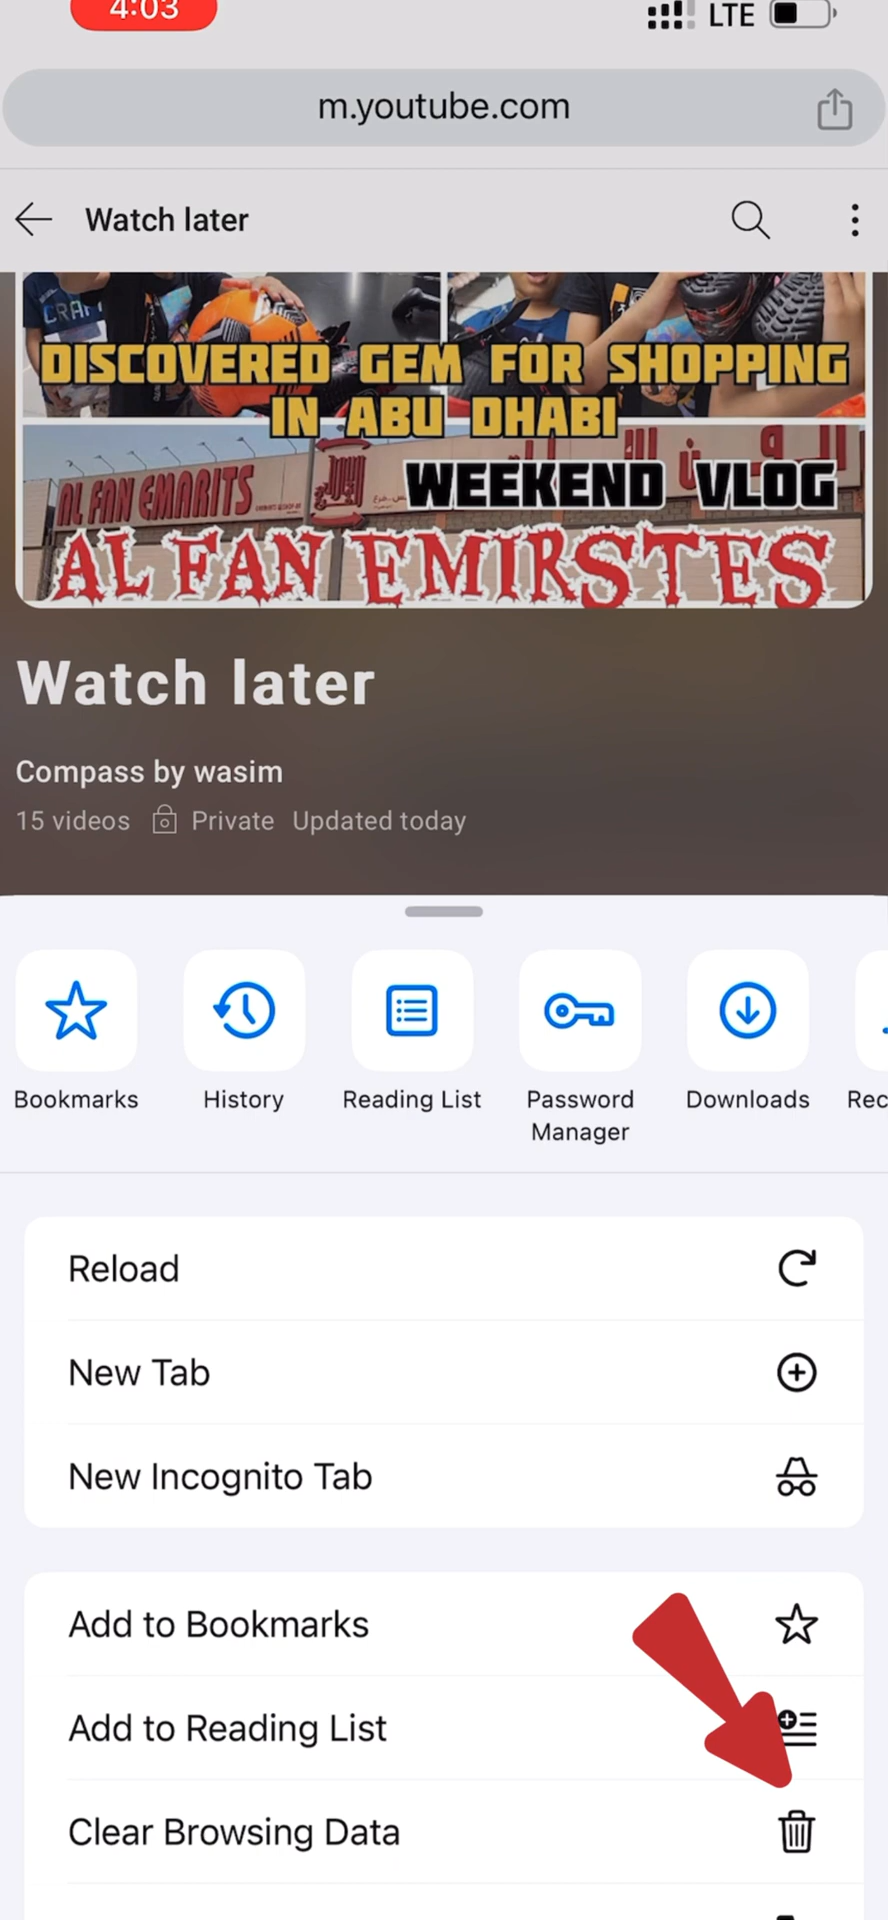 4:03
LTE
m.youtube.com
Watch later
DISCOVERED GEM FOR SHOPPING
IN ABU DHABI
AL FAN EMARITS
WEEKEND VLOG
AL FAN EMIRSTES
Watch later
Compass by wasim
15 videos Private Updated today
Bookmarks
History
Reading List
Password
Manager
Downloads
Rec
Reload
New Tab
New Incognito Tab
Add to Bookmarks
Add to Reading List
Clear Browsing Data